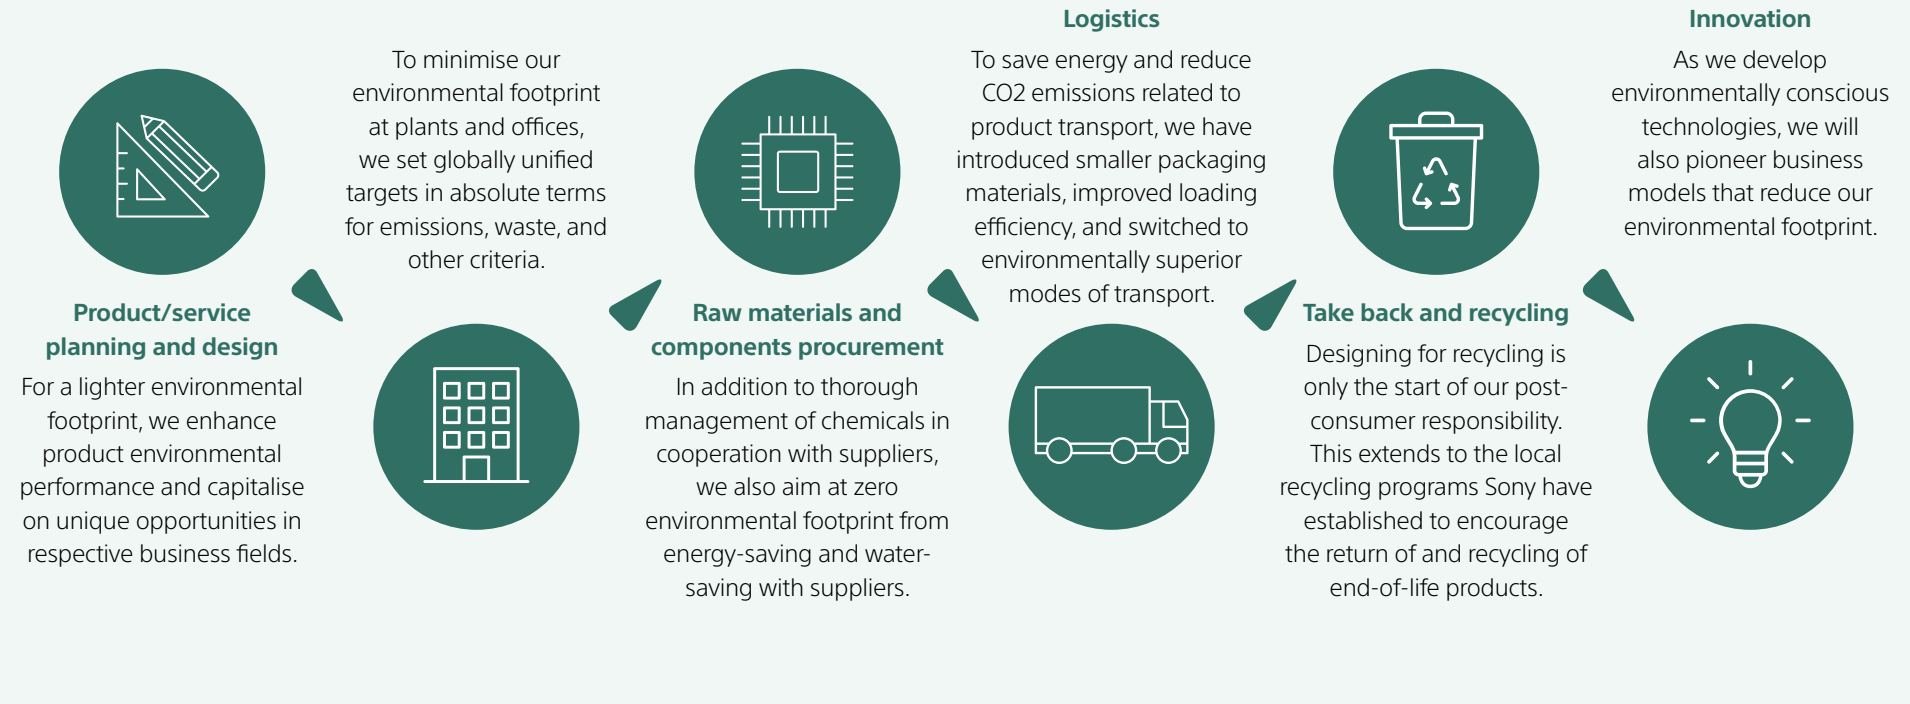 Product/service
planning and design
For a lighter environmental
footprint, we enhance
product environmental
performance and capitalise
on unique opportunities in
respective business fields.
To minimise our
environmental footprint
at plants and offices,
we set globally unified
targets in absolute terms
for emissions, waste, and
other criteria.
Raw materials and
components procurement
In addition to thorough
management of chemicals in
cooperation with suppliers,
we also aim at zero
environmental footprint from
energy-saving and water-
saving with suppliers.
Logistics
To save energy and reduce
CO2 emissions related to
product transport, we have
introduced smaller packaging
materials, improved loading
efficiency, and switched to
environmentally superior
modes of transport.
Take back and recycling
Designing for recycling is
only the start of our post-
consumer responsibility.
This extends to the local
recycling programs Sony have
established to encourage
the return of and recycling of
end-of-life products.
Innovation
As we develop
environmentally conscious
technologies, we will
also pioneer business
models that reduce our
environmental footprint.